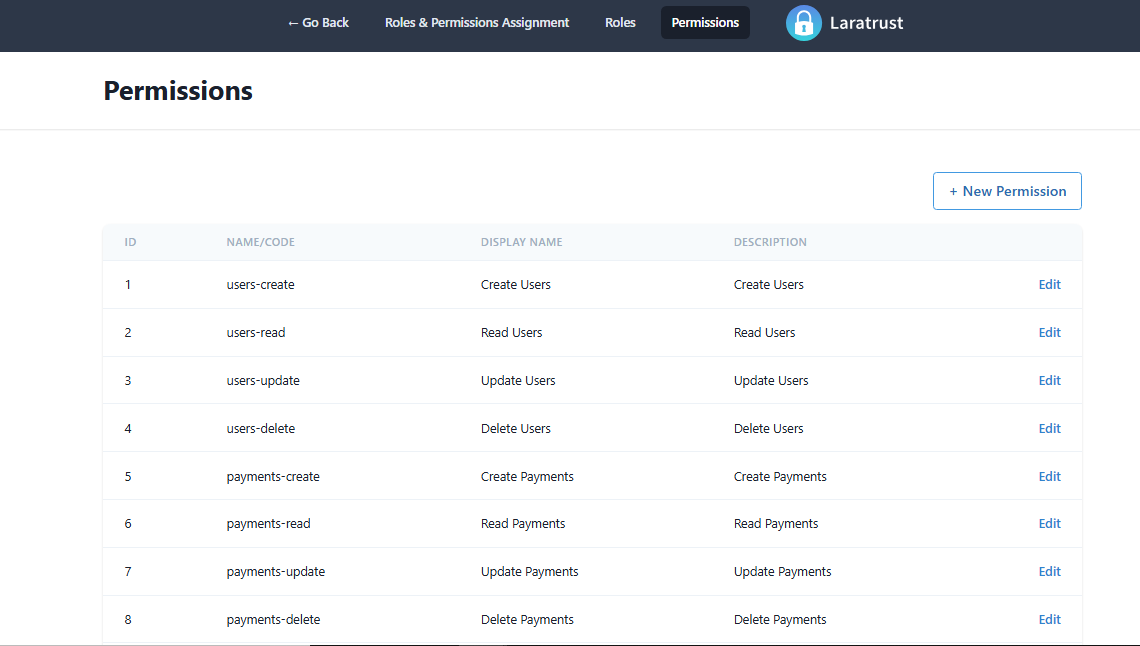 ← Go Back Roles & Permissions Assignment Roles Permissions Laratrust
Permissions
+ New Permission
ID NAME/CODE DISPLAY NAME DESCRIPTION
1 users-create Create Users Create Users Edit
2 users-read Read Users Read Users Edit
3 users-update Update Users Update Users Edit
4 users-delete Delete Users Delete Users Edit
5 payments-create Create Payments Create Payments Edit
6 payments-read Read Payments Read Payments Edit
7 payments-update Update Payments Update Payments Edit
8 payments-delete Delete Payments Delete Payments Edit